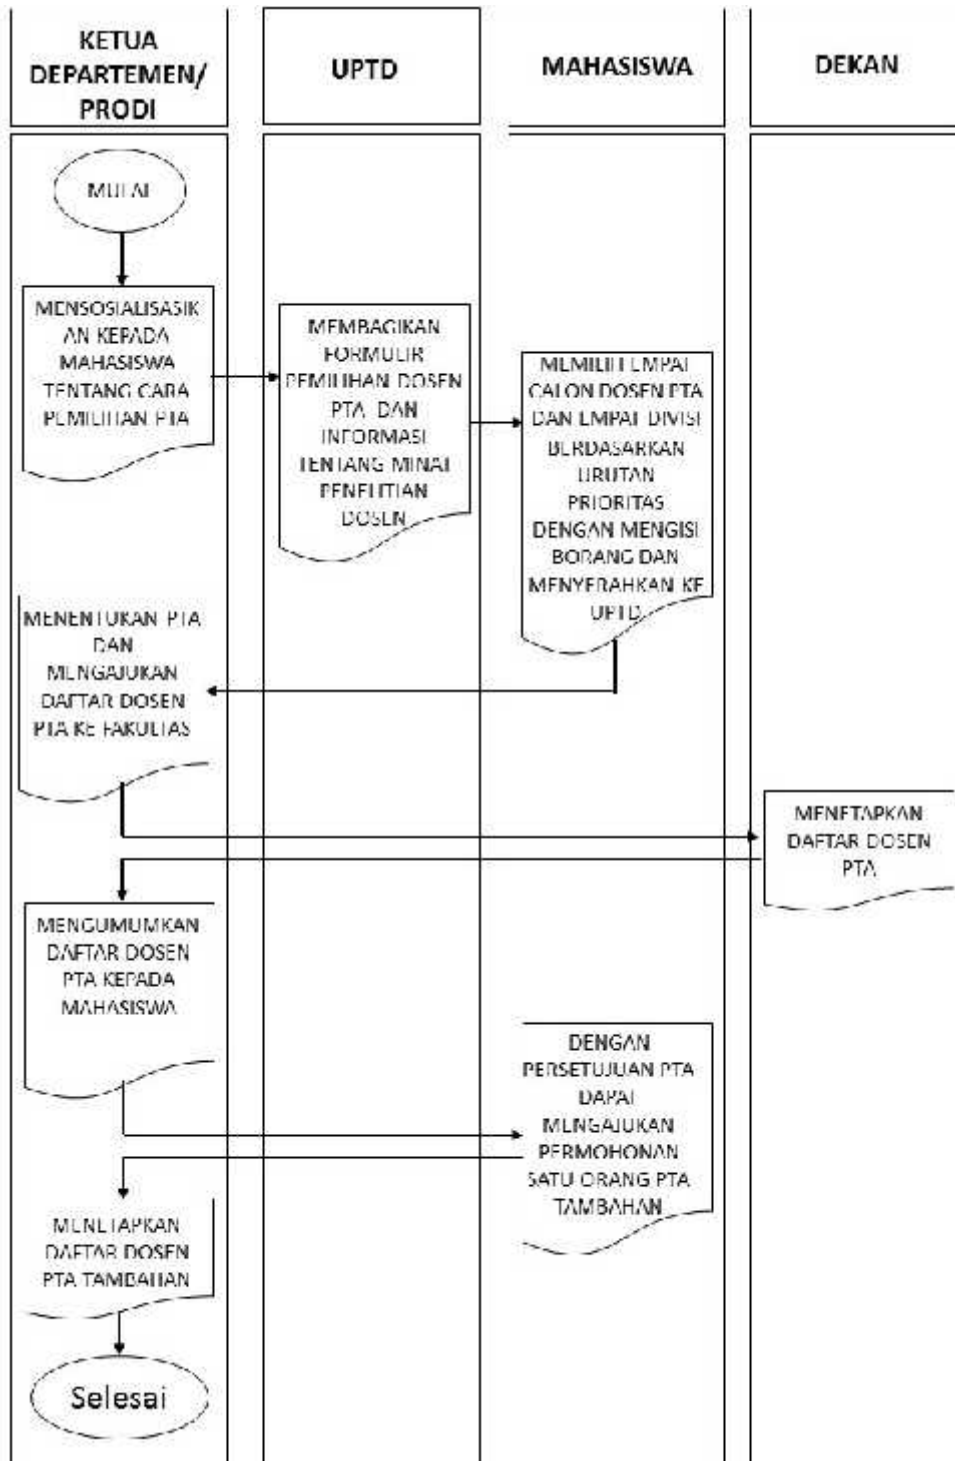 KETUA
DEPARTEMEN/
PRODI
UPTD
MAHASISWA
DEKAN
MULAI
MENSOSIALISASIK
AN KEPADA
MAHASISWA
TENTANG CARA
PEMILIHAN PTA
MEMBAGIKAN
FORMULIR
PEMILIHAN DOSEN
PTA DAN
INFORMASI
TENTANG MINAT
PENELITIAN
DOSEN
MEMILIH EMPAT
CALON DOSEN PTA
DAN EMPAT DIVISI
BERDASARKAN
URUTAN
PRIORITAS
DENGAN MENGISI
BORANG DAN
MENYERAHKAN KE
UPTD
MENENTUKAN PTA
DAN
MENGAJUKAN
DAFTAR DOSEN
PTA KE FAKULTAS
MENETAPKAN
DAFTAR DOSEN
PTA
MENGUMUMKAN
DAFTAR DOSEN
PTA KEPADA
MAHASISWA
DENGAN
PERSETUJUAN PTA
DAPAT
MENGAJUKAN
PERMOHONAN
SATU ORANG PTA
TAMBAHAN
MENETAPKAN
DAFTAR DOSEN
PTA TAMBAHAN
Selesai